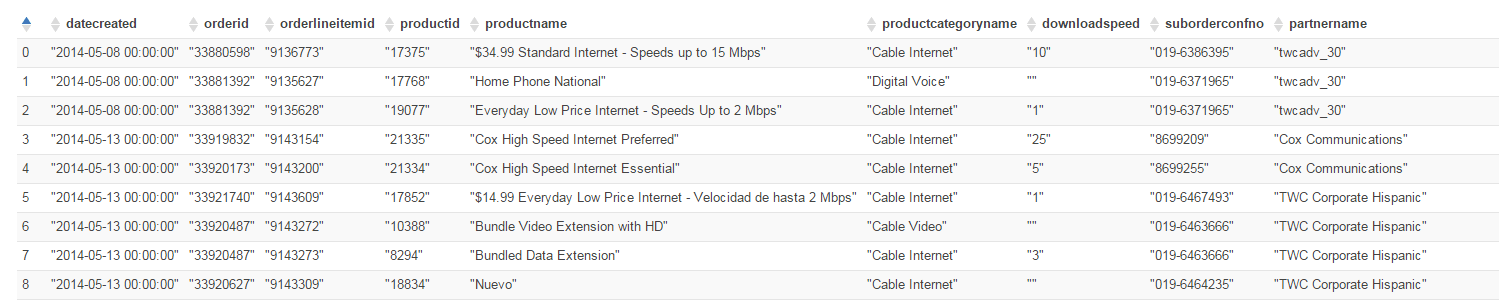 datecreated orderid orderlineitemid productid productname productcategoryname downloadspeed suborderconfno partnername
0 "2014-05-08 00:00:00" "33880598" "9136773" "17375" "$34.99 Standard Internet - Speeds up to 15 Mbps" "Cable Internet" "10" "019-6386395" "twcadv_30"
1 "2014-05-08 00:00:00" "33881392" "9135627" "17768" "Home Phone National" "Digital Voice" "" "019-6371965" "twcadv_30"
2 "2014-05-08 00:00:00" "33881392" "9135628" "19077" "Everyday Low Price Internet - Speeds Up to 2 Mbps" "Cable Internet" "1" "019-6371965" "twcadv_30"
3 "2014-05-13 00:00:00" "33919832" "9143154" "21335" "Cox High Speed Internet Preferred" "Cable Internet" "25" "8699209" "Cox Communications"
4 "2014-05-13 00:00:00" "33920173" "9143200" "21334" "Cox High Speed Internet Essential" "Cable Internet" "5" "8699255" "Cox Communications"
5 "2014-05-13 00:00:00" "33921740" "9143609" "17852" "$14.99 Everyday Low Price Internet - Velocidad de hasta 2 Mbps" "Cable Internet" "1" "019-6467493" "TWC Corporate Hispanic"
6 "2014-05-13 00:00:00" "33920487" "9143272" "10388" "Bundle Video Extension with HD" "Cable Video" "" "019-6463666" "TWC Corporate Hispanic"
7 "2014-05-13 00:00:00" "33920487" "9143273" "8294" "Bundled Data Extension" "Cable Internet" "3" "019-6463666" "TWC Corporate Hispanic"
8 "2014-05-13 00:00:00" "33920627" "9143309" "18834" "Nuevo" "Cable Internet" "" "019-6464235" "TWC Corporate Hispanic"